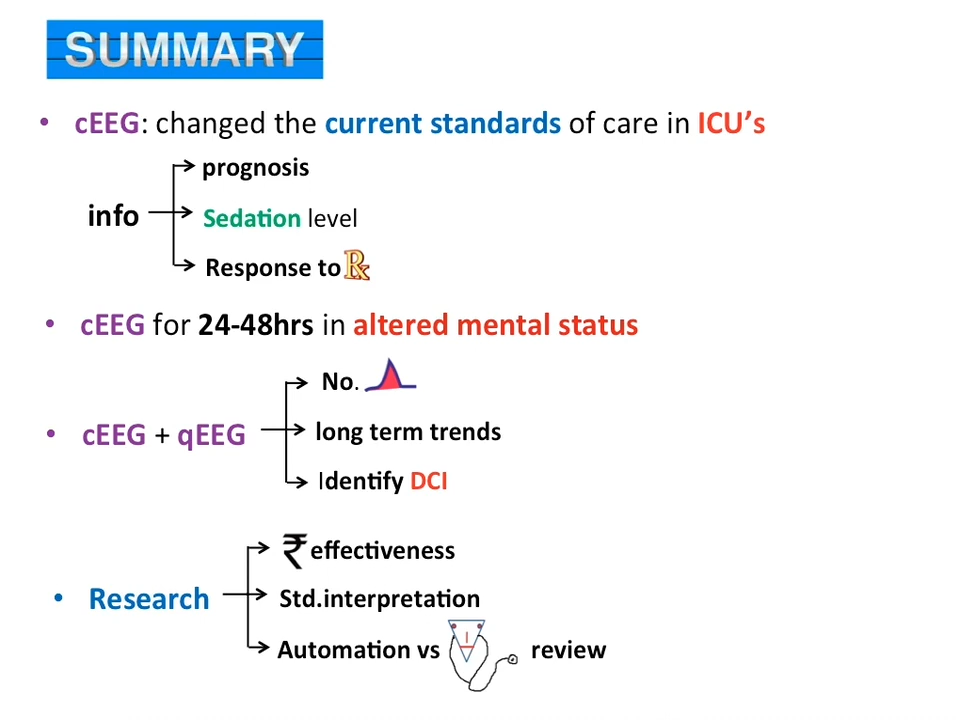 SUMMARY
• cEEG: changed the current standards of care in ICU’s
prognosis
info
Sedation level
Response to ℞
• cEEG for 24-48hrs in altered mental status
No.
• cEEG + qEEG
long term trends
Identify DCI
₹ effectiveness
• Research
Std.interpretation
Automation vs review